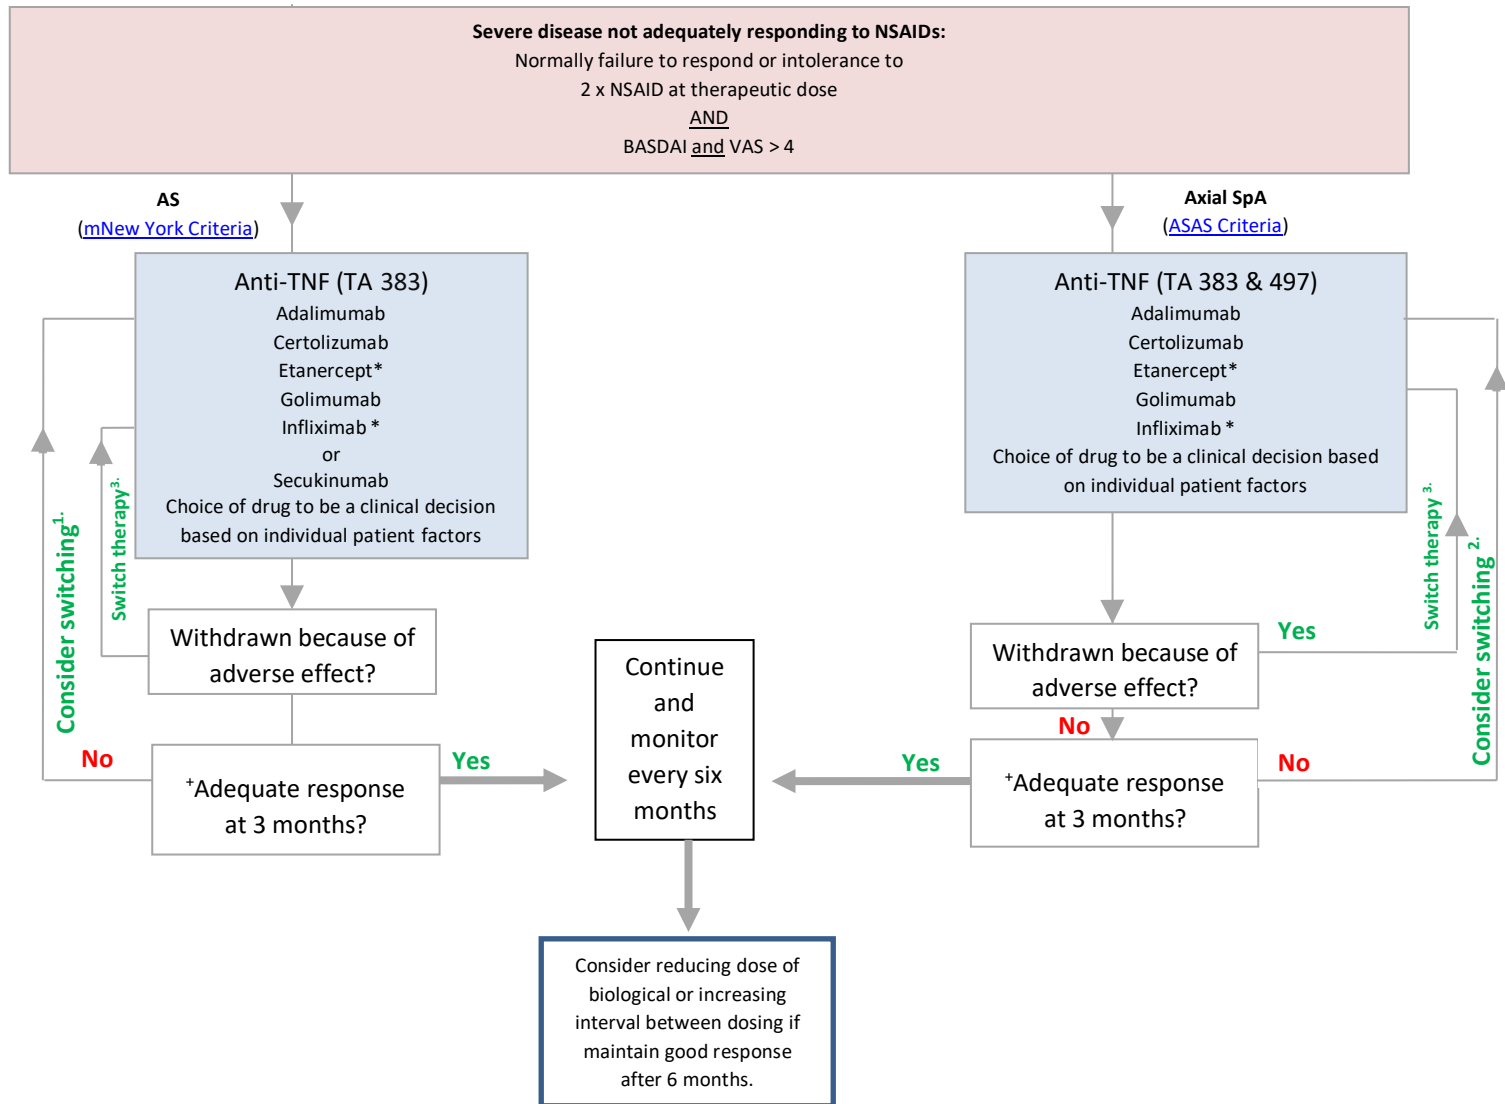 Severe disease not adequately responding to NSAIDs:
Normally failure to respond or intolerance to
2 x NSAID at therapeutic dose
AND
BASDAI and VAS > 4
AS
(mNew York Criteria)
Axial SpA
(ASAS Criteria)
Anti-TNF (TA 383)
Adalimumab
Certolizumab
Etanercept*
Golimumab
Infliximab *
or
Secukinumab
Choice of drug to be a clinical decision
based on individual patient factors
Anti-TNF (TA 383 & 497)
Adalimumab
Certolizumab
Etanercept*
Golimumab
Infliximab *
Choice of drug to be a clinical decision based
on individual patient factors
Consider switching1.
Switch therapy3.
Switch therapy 3.
Consider switching 2.
Withdrawn because of
adverse effect?
Continue
and
monitor
every six
months
Withdrawn because of
adverse effect?
Yes
No
No
+Adequate response
at 3 months?
Yes
Yes
+Adequate response
at 3 months?
No
Consider reducing dose of
biological or increasing
interval between dosing if
maintain good response
after 6 months.